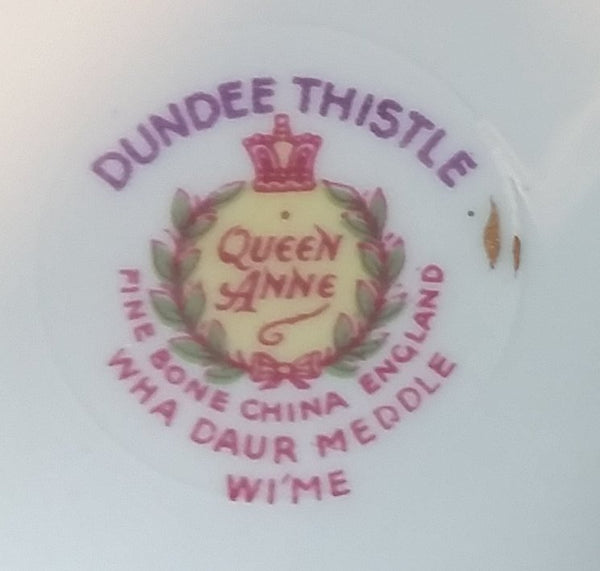 DUNDEE THISTLE
QUEEN
ANNE
FINE BONE CHINA ENGLAND
WHA DAUR MEDDLE
WI'ME